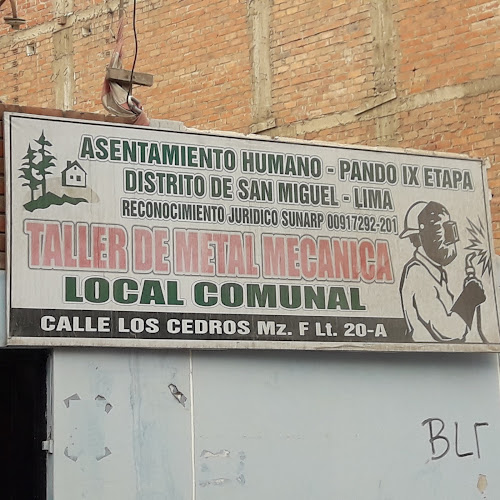 ASENTAMIENTO HUMANO - PANDO IX ETAPA
DISTRITO DE SAN MIGUEL - LIMA
RECONOCIMIENTO JURIDICO SUNARP 00917292-201
TALLER DE METAL MECANICA
LOCAL COMUNAL
CALLE LOS CEDROS Mz. F Lt. 20-A